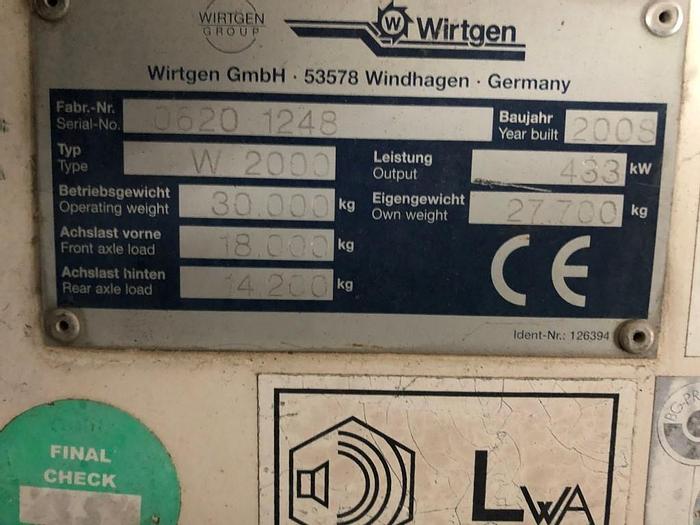 WIRTGEN
GROUP
W Wirtgen
Wirtgen GmbH · 53578 Windhagen · Germany
Fabr.-Nr.
Serial-No. 0620 1248
Baujahr
Year built 2008
Typ
Type W 2000
Leistung
Output 433 kW
Betriebsgewicht
Operating weight 30.000 kg
Eigengewicht
Own weight 27.700 kg
Achslast vorne
Front axle load 18.000 kg
Achslast hinten
Rear axle load 14.200 kg
CE
Ident-Nr.: 126394
FINAL
CHECK
LWA
BG-PR